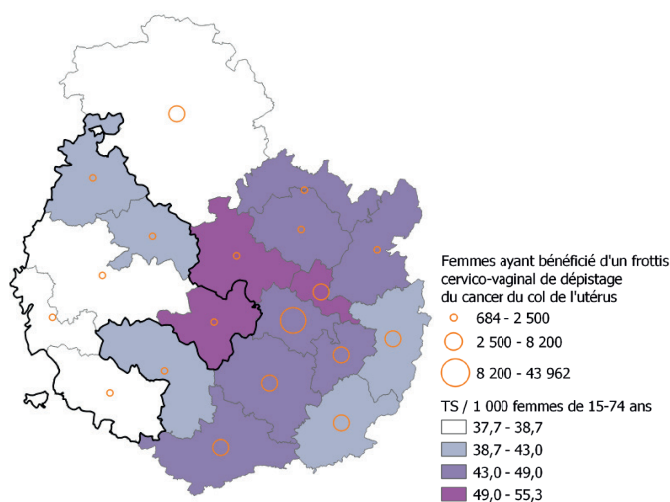 Femmes ayant bénéficié d'un frottis
cervico-vaginal de dépistage
du cancer du col de l'utérus
684 - 2 500
2 500 - 8 200
8 200 - 43 962
TS / 1 000 femmes de 15-74 ans
37,7 - 38,7
38,7 - 43,0
43,0 - 49,0
49,0 - 55,3